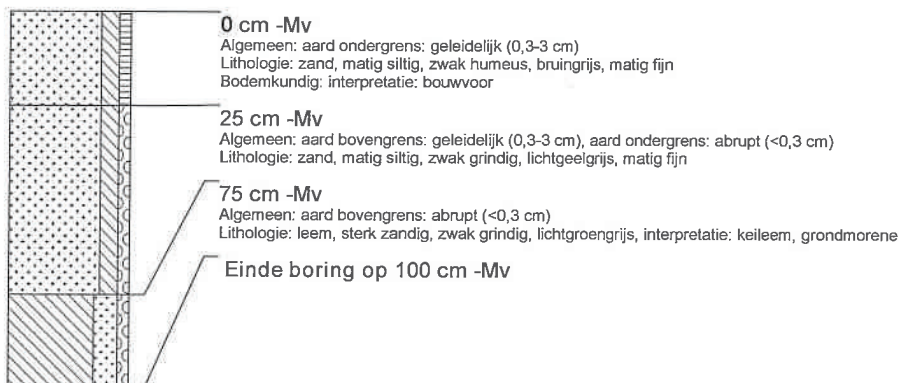 0 cm -Mv
Algemeen: aard ondergrens: geleidelijk (0,3-3 cm)
Lithologie: zand, matig siltig, zwak humeus, bruingrijs, matig fijn
Bodemkundig: interpretatie: bouwvoor
25 cm -Mv
Algemeen: aard bovengrens: geleidelijk (0,3-3 cm), aard ondergrens: abrupt (<0,3 cm)
Lithologie: zand, matig siltig, zwak grindig, lichtgeelgrijs, matig fijn
75 cm -Mv
Algemeen: aard bovengrens: abrupt (<0,3 cm)
Lithologie: leem, sterk zandig, zwak grindig, lichtgroengrijs, interpretatie: keileem, grondmorene
Einde boring op 100 cm -Mv